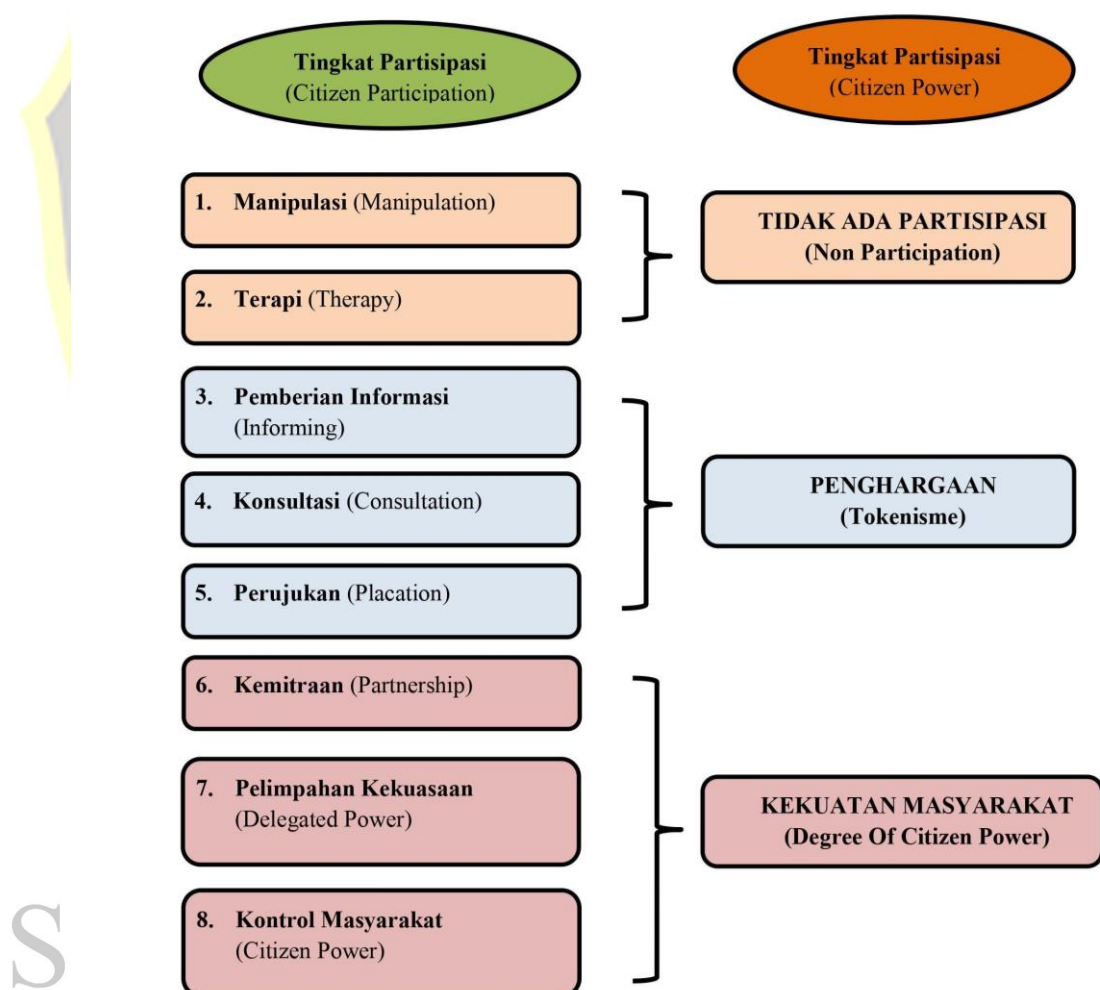 Tingkat Partisipasi
(Citizen Participation)
Tingkat Partisipasi
(Citizen Power)
1. Manipulasi (Manipulation)
2. Terapi (Therapy)
TIDAK ADA PARTISIPASI
(Non Participation)
3. Pemberian Informasi
(Informing)
4. Konsultasi (Consultation)
5. Perujukan (Placation)
PENGHARGAAN
(Tokenisme)
6. Kemitraan (Partnership)
7. Pelimpahan Kekuasaan
(Delegated Power)
8. Kontrol Masyarakat
(Citizen Power)
KEKUATAN MASYARAKAT
(Degree Of Citizen Power)
S